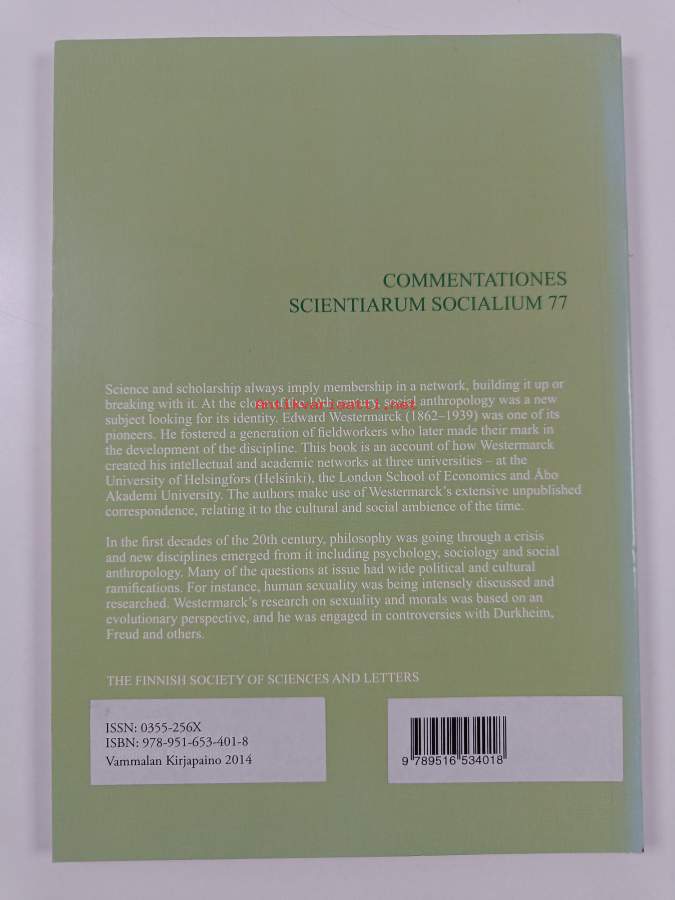 COMMENTATIONES
SCIENTIARUM SOCIALIUM 77
Science and scholarship always imply membership in a network, building it up or
breaking with it. At the close of the 19th century, social anthropology was a new
Antikvariaatti.net
subject looking for its identity. Edward Westermarck (1862–1939) was one of its
pioneers. He fostered a generation of fieldworkers who later made their mark in
the development of the discipline. This book is an account of how Westermarck
created his intellectual and academic networks at three universities – at the
University of Helsingfors (Helsinki), the London School of Economics and Åbo
Akademi University. The authors make use of Westermarck's extensive unpublished
correspondence, relating it to the cultural and social ambience of the time.
In the first decades of the 20th century, philosophy was going through a crisis
and new disciplines emerged from it including psychology, sociology and social
anthropology. Many of the questions at issue had wide political and cultural
ramifications. For instance, human sexuality was being intensely discussed and
researched. Westermarck's research on sexuality and morals was based on an
evolutionary perspective, and he was engaged in controversies with Durkheim,
Freud and others.
THE FINNISH SOCIETY OF SCIENCES AND LETTERS
ISSN: 0355-256X
ISBN: 978-951-653-401-8
Vammalan Kirjapaino 2014
9 789516 534018